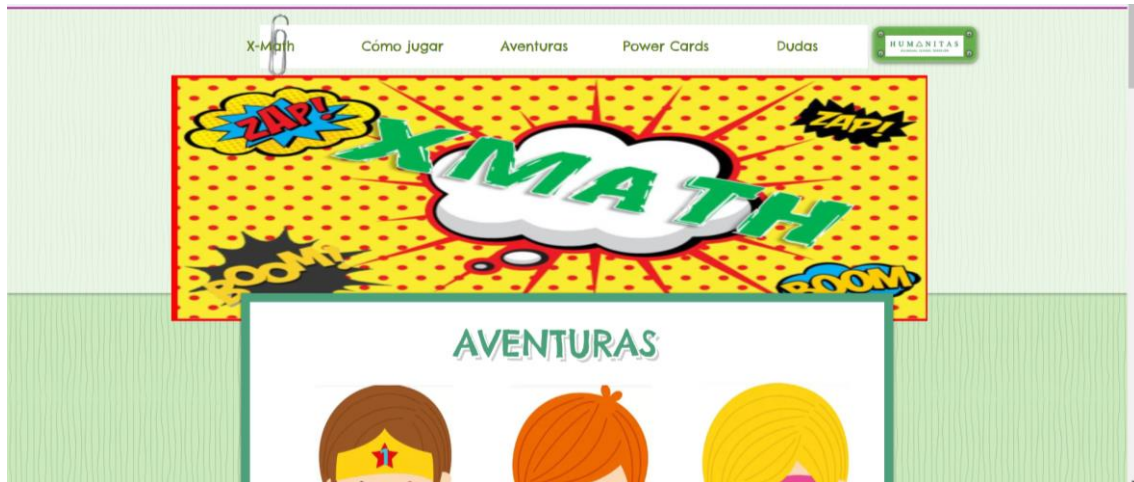 X-Math Cómo jugar Aventuras Power Cards Dudas HUMANITAS
ZAP!
ZAP!
XMATH
BOOM!
BOOM
AVENTURAS
1